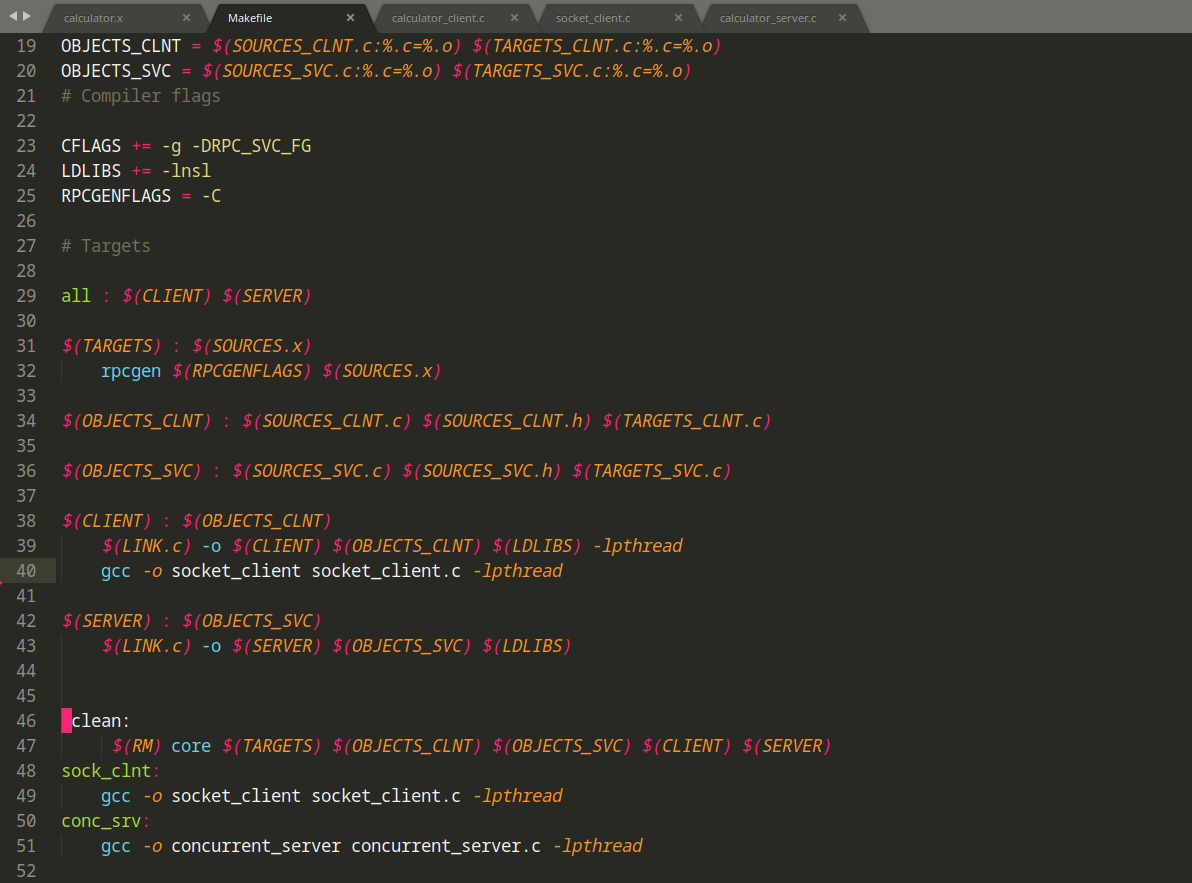 calculator.x × Makefile × calculator_client.c × socket_client.c × calculator_server.c ×
19 OBJECTS_CLNT = $(SOURCES_CLNT.c:%.c=%.o) $(TARGETS_CLNT.c:%.c=%.o)
20 OBJECTS_SVC = $(SOURCES_SVC.c:%.c=%.o) $(TARGETS_SVC.c:%.c=%.o)
21 # Compiler flags
22
23 CFLAGS += -g -DRPC_SVC_FG
24 LDLIBS += -lnsl
25 RPCGENFLAGS = -C
26
27 # Targets
28
29 all : $(CLIENT) $(SERVER)
30
31 $(TARGETS) : $(SOURCES.x)
32     rpcgen $(RPCGENFLAGS) $(SOURCES.x)
33
34 $(OBJECTS_CLNT) : $(SOURCES_CLNT.c) $(SOURCES_CLNT.h) $(TARGETS_CLNT.c)
35
36 $(OBJECTS_SVC) : $(SOURCES_SVC.c) $(SOURCES_SVC.h) $(TARGETS_SVC.c)
37
38 $(CLIENT) : $(OBJECTS_CLNT)
39     $(LINK.c) -o $(CLIENT) $(OBJECTS_CLNT) $(LDLIBS) -lpthread
40     gcc -o socket_client socket_client.c -lpthread
41
42 $(SERVER) : $(OBJECTS_SVC)
43     $(LINK.c) -o $(SERVER) $(OBJECTS_SVC) $(LDLIBS)
44
45
46  clean:
47      $(RM) core $(TARGETS) $(OBJECTS_CLNT) $(OBJECTS_SVC) $(CLIENT) $(SERVER)
48 sock_clnt:
49     gcc -o socket_client socket_client.c -lpthread
50 conc_srv:
51     gcc -o concurrent_server concurrent_server.c -lpthread
52